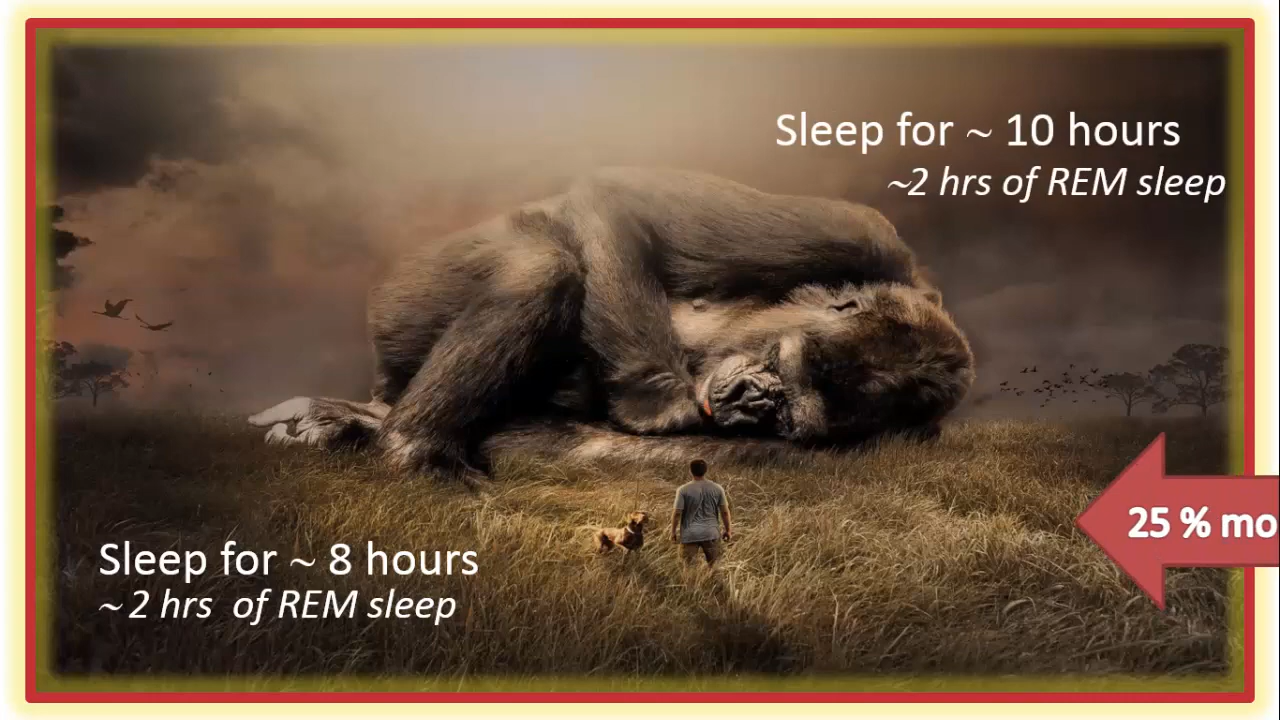 Sleep for ~ 10 hours
~2 hrs of REM sleep
25 % mo
Sleep for ~ 8 hours
~ 2 hrs of REM sleep